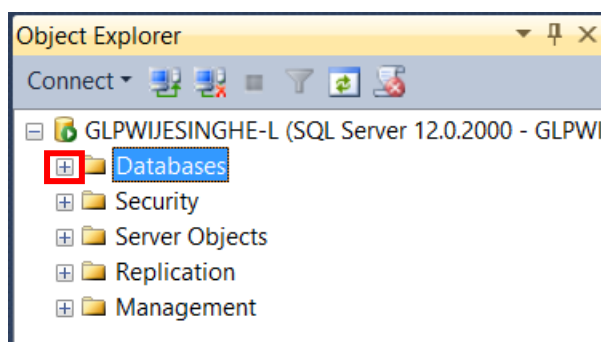 Object Explorer
Connect
GLPWIJESINGHE-L (SQL Server 12.0.2000 - GLPWI
Databases
Security
Server Objects
Replication
Management